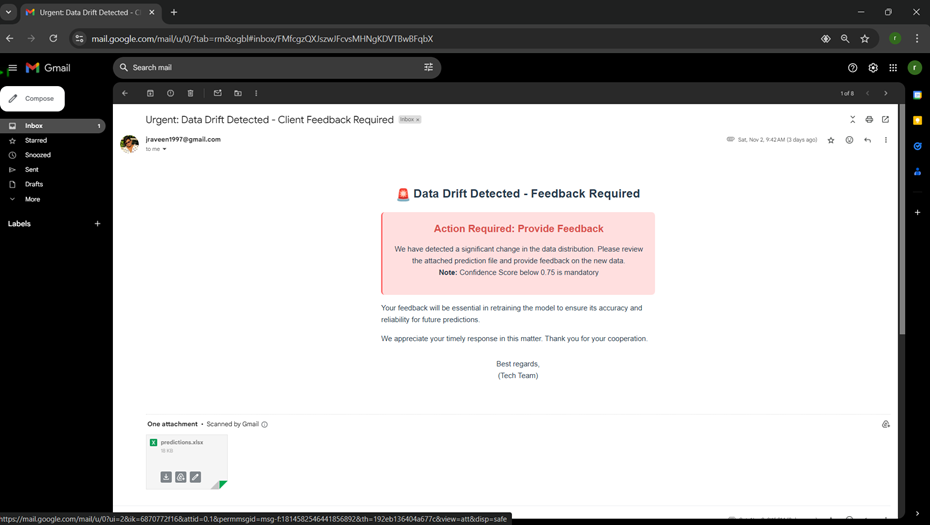 Urgent: Data Drift Detected - C
mail.google.com/mail/u/0/?tab=rm&ogbl#inbox/FMfcgzQXJszwJFcvsMHNgKDVTBwBFqbX
r
Gmail
Search mail
r
Compose
1 of 8
Inbox 1
Starred
Snoozed
Sent
Drafts
More
Labels
Urgent: Data Drift Detected - Client Feedback Required Inbox x
jraveen1997@gmail.com
Sat, Nov 2, 9:42 AM (3 days ago)
to me
🚨 Data Drift Detected - Feedback Required
Action Required: Provide Feedback
We have detected a significant change in the data distribution. Please review
the attached prediction file and provide feedback on the new data.
Note: Confidence Score below 0.75 is mandatory
Your feedback will be essential in retraining the model to ensure its accuracy and
reliability for future predictions.
We appreciate your timely response in this matter. Thank you for your cooperation.
Best regards,
(Tech Team)
One attachment • Scanned by Gmail
predictions.xlsx
https://mail.google.com/mail/u/0?ui=2&ik=6870772f16&attid=0.1&permmsgid=msg-f:1814582546441856892&th=192eb136404a677c&view=att&disp=safe